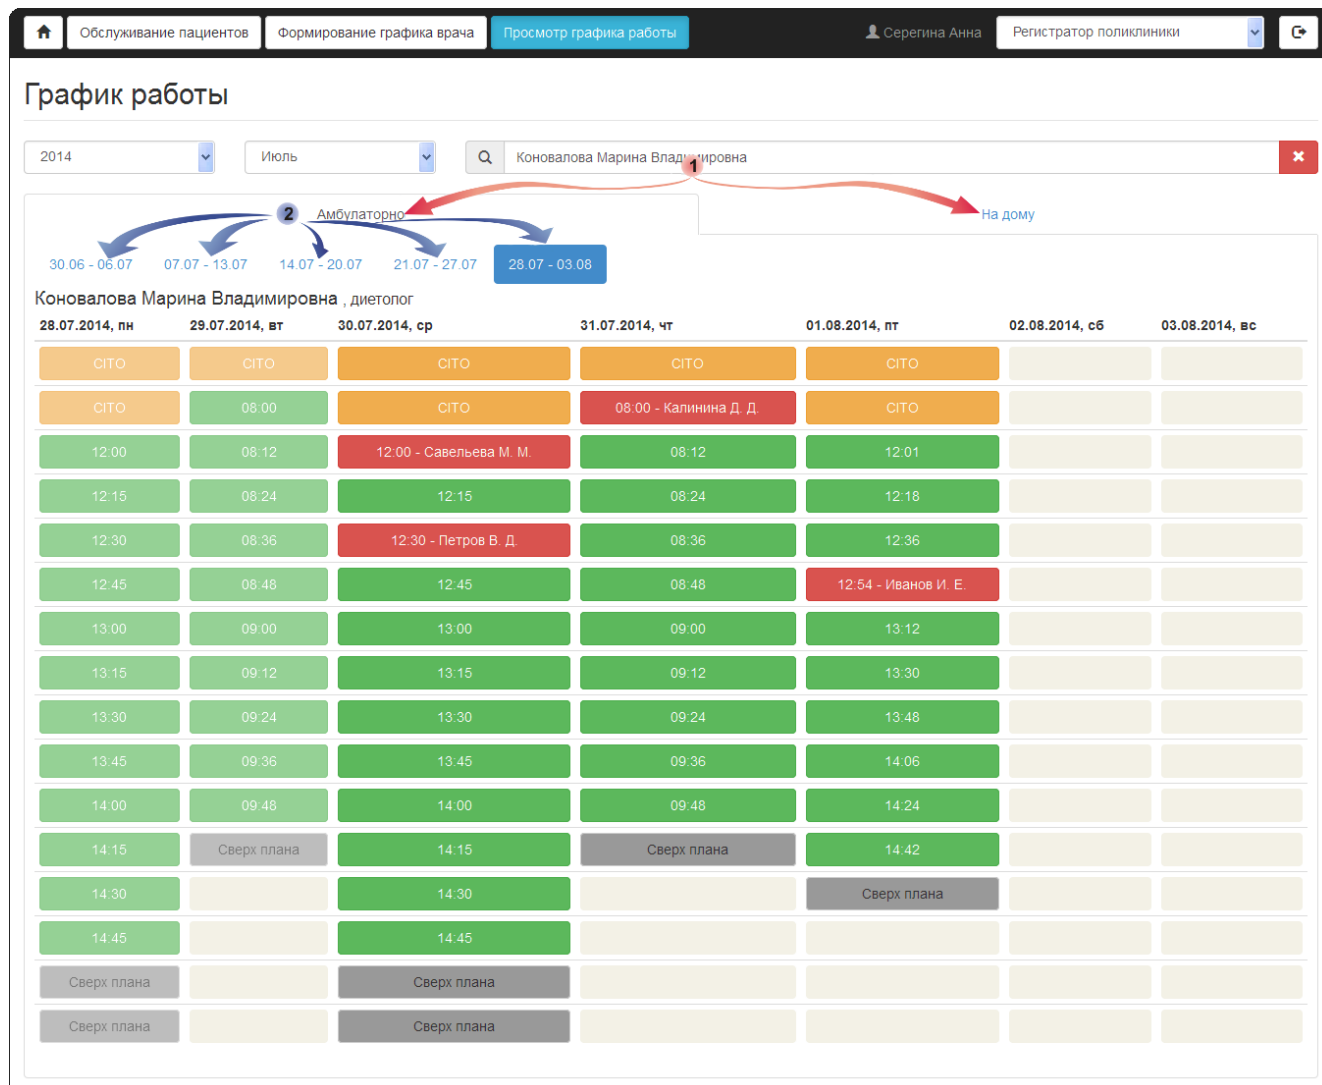 Обслуживание пациентов Формирование графика врача Просмотр графика работы Серегина Анна Регистратор поликлиники
График работы
2014 Июль Коновалова Марина Владимировна
1
2 Амбулаторно На дому
30.06 - 06.07 07.07 - 13.07 14.07 - 20.07 21.07 - 27.07 28.07 - 03.08
Коновалова Марина Владимировна , диетолог
28.07.2014, пн 29.07.2014, вт 30.07.2014, ср 31.07.2014, чт 01.08.2014, пт 02.08.2014, сб 03.08.2014, вс
CITO CITO CITO CITO CITO
CITO 08:00 CITO 08:00 - Калинина Д. Д. CITO
12:00 08:12 12:00 - Савельева М. М. 08:12 12:01
12:15 08:24 12:15 08:24 12:18
12:30 08:36 12:30 - Петров В. Д. 08:36 12:36
12:45 08:48 12:45 08:48 12:54 - Иванов И. Е.
13:00 09:00 13:00 09:00 13:12
13:15 09:12 13:15 09:12 13:30
13:30 09:24 13:30 09:24 13:48
13:45 09:36 13:45 09:36 14:06
14:00 09:48 14:00 09:48 14:24
14:15 Сверх плана 14:15 Сверх плана 14:42
14:30 14:30 Сверх плана
14:45 14:45
Сверх плана Сверх плана
Сверх плана Сверх плана